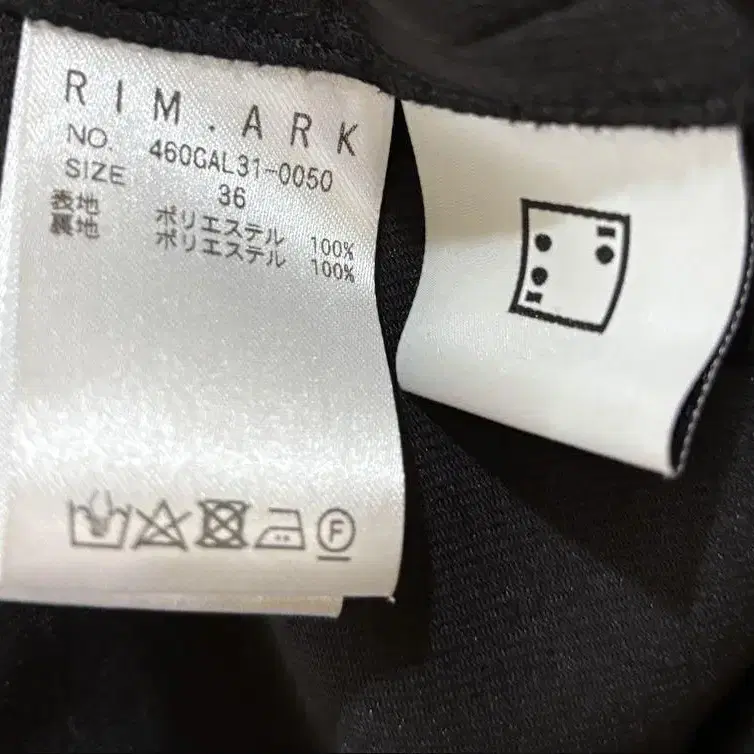 RIM.ARK
NO. 460GAL31-0050
SIZE 36
表地 ポリエステル 100%
裏地 ポリエステル 100%
F